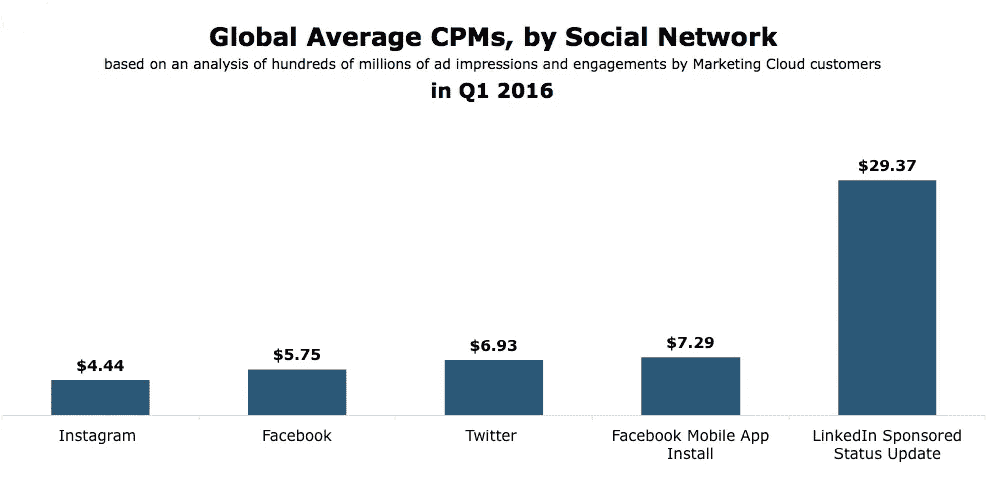 Global Average CPMs, by Social Network
based on an analysis of hundreds of millions of ad impressions and engagements by Marketing Cloud customers
in Q1 2016
$29.37
$7.29
$6.93
$5.75
$4.44
Instagram
Facebook
Twitter
Facebook Mobile App
Install
LinkedIn Sponsored
Status Update